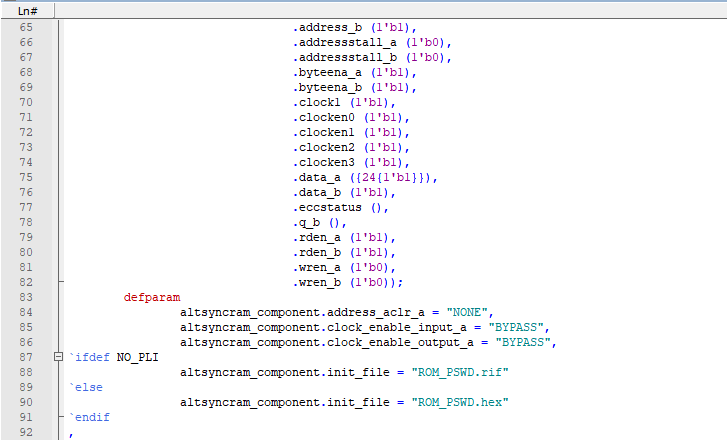 Ln#
65 .address_b (1'b1),
66 .addressstall_a (1'b0),
67 .addressstall_b (1'b0),
68 .byteena_a (1'b1),
69 .byteena_b (1'b1),
70 .clock1 (1'b1),
71 .clocken0 (1'b1),
72 .clocken1 (1'b1),
73 .clocken2 (1'b1),
74 .clocken3 (1'b1),
75 .data_a ({24{1'b1}}),
76 .data_b (1'b1),
77 .eccstatus (),
78 .q_b (),
79 .rden_a (1'b1),
80 .rden_b (1'b1),
81 .wren_a (1'b0),
82 .wren_b (1'b0));
83 defparam
84 altsyncram_component.address_aclr_a = "NONE",
85 altsyncram_component.clock_enable_input_a = "BYPASS",
86 altsyncram_component.clock_enable_output_a = "BYPASS",
87 `ifdef NO_PLI
88 altsyncram_component.init_file = "ROM_PSWD.rif"
89 `else
90 altsyncram_component.init_file = "ROM_PSWD.hex"
91 `endif
92 ,